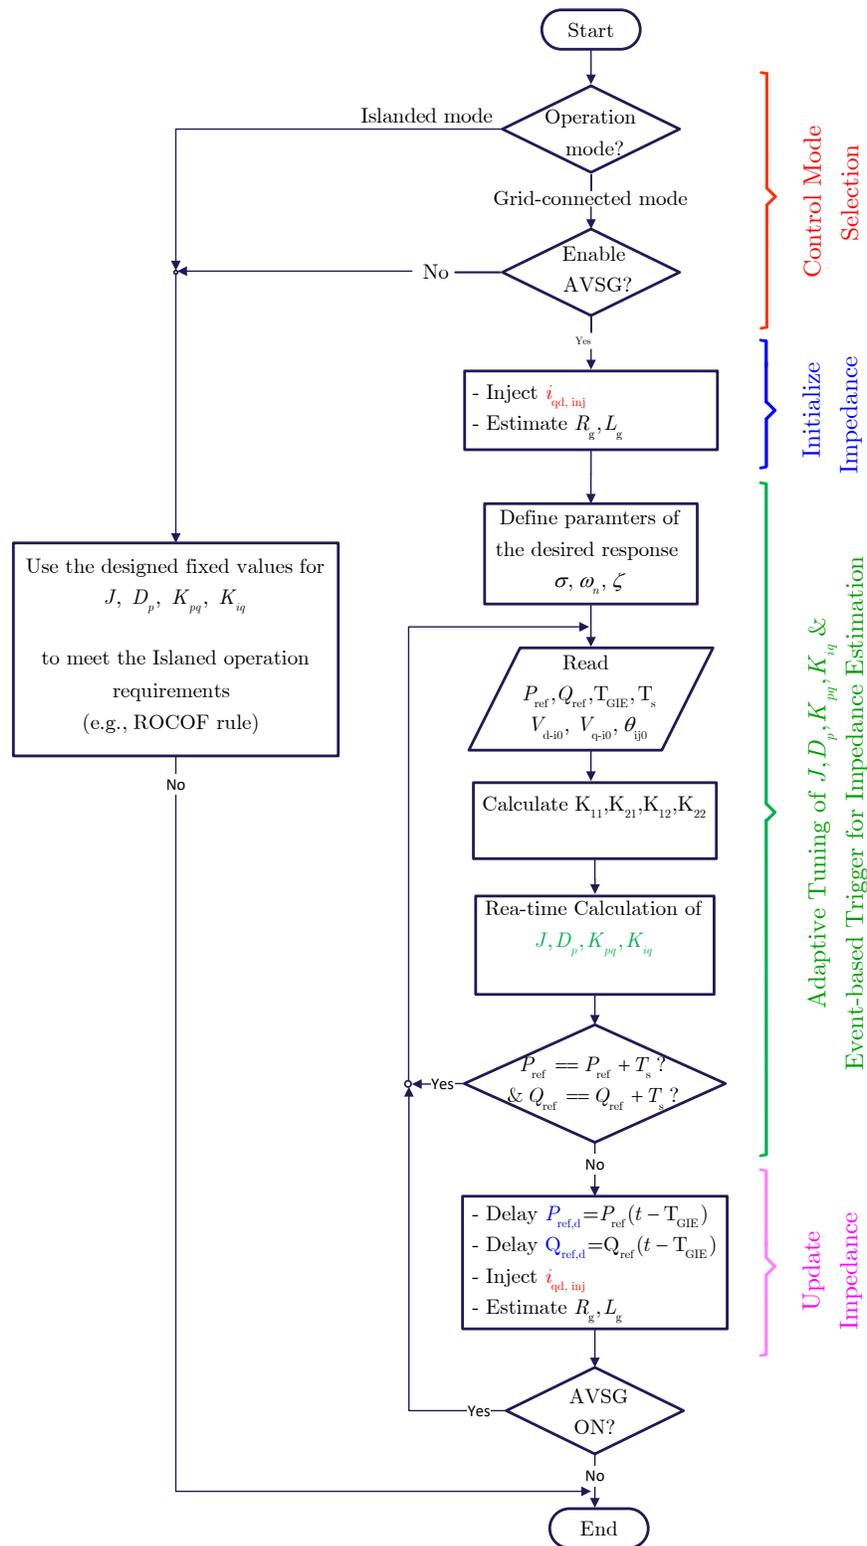 Start
Operation
mode?
Islanded mode
Grid-connected mode
Enable
AVSG?
No
Yes
- Inject i_qd, inj
- Estimate R_g, L_g
Define paramters of
the desired response
σ, ω_n, ζ
Use the designed fixed values for
J, D_p, K_pq, K_iq
to meet the Islaned operation
requirements
(e.g., ROCOF rule)
No
Read
P_ref, Q_ref, T_GIE, T_s
V_d-i0, V_q-i0, θ_ij0
Calculate K_11,K_21,K_12,K_22
Rea-time Calculation of
J, D_p, K_pq, K_iq
P_ref == P_ref + T_s ?
& Q_ref == Q_ref + T_s ?
Yes
No
- Delay P_ref,d=P_ref(t − T_GIE)
- Delay Q_ref,d=Q_ref(t − T_GIE)
- Inject i_qd, inj
- Estimate R_g, L_g
AVSG
ON?
Yes
No
End
Control Mode
Selection
Initialize
Impedance
Adaptive Tuning of J, D_p, K_pq, K_iq &
Event-based Trigger for Impedance Estimation
Update
Impedance